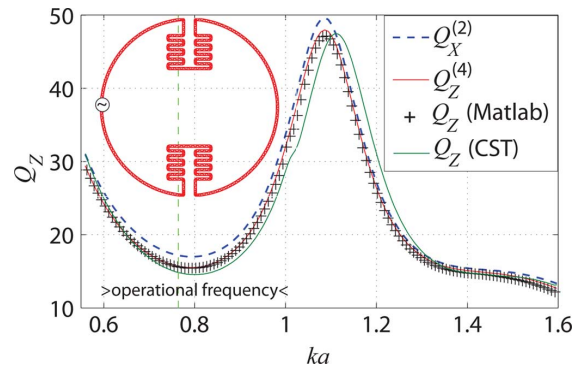 50
40
30
20
10
Q_Z
Q_X^(2)
Q_Z^(4)
+ Q_Z (Matlab)
Q_Z (CST)
~
>operational frequency<
0.6 0.8 1 1.2 1.4 1.6
ka